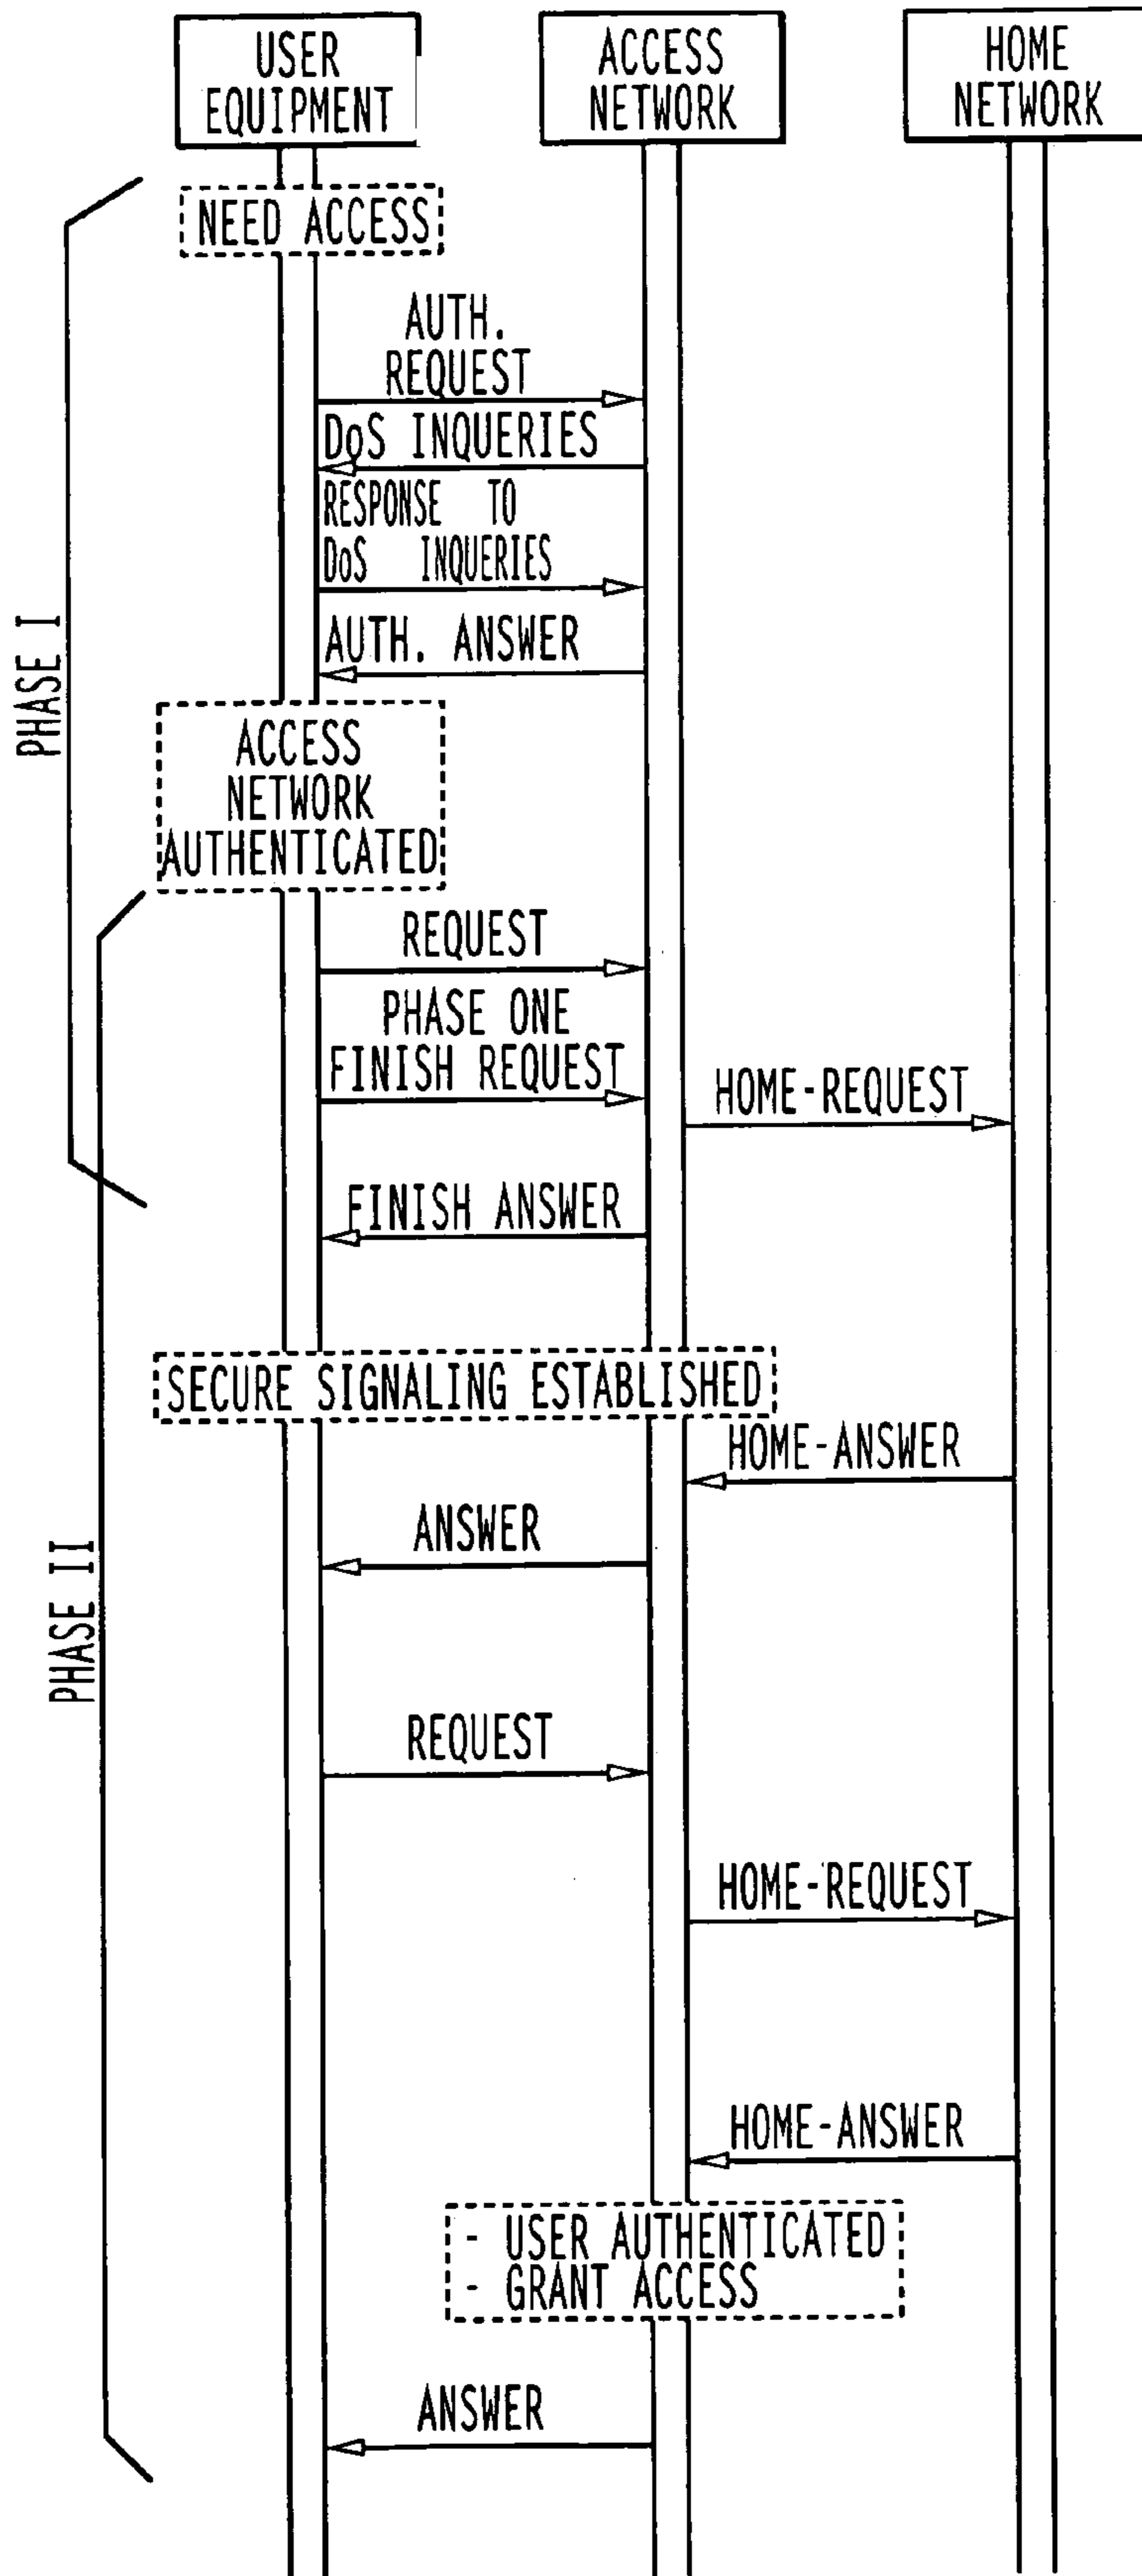 USER
EQUIPMENT
ACCESS
NETWORK
HOME
NETWORK
NEED ACCESS
AUTH.
REQUEST
DoS INQUERIES
RESPONSE TO
DoS INQUERIES
AUTH. ANSWER
PHASE I
ACCESS
NETWORK
AUTHENTICATED
REQUEST
PHASE ONE
FINISH REQUEST
HOME-REQUEST
FINISH ANSWER
SECURE SIGNALING ESTABLISHED
HOME-ANSWER
ANSWER
PHASE II
REQUEST
HOME-REQUEST
HOME-ANSWER
- USER AUTHENTICATED
- GRANT ACCESS
ANSWER